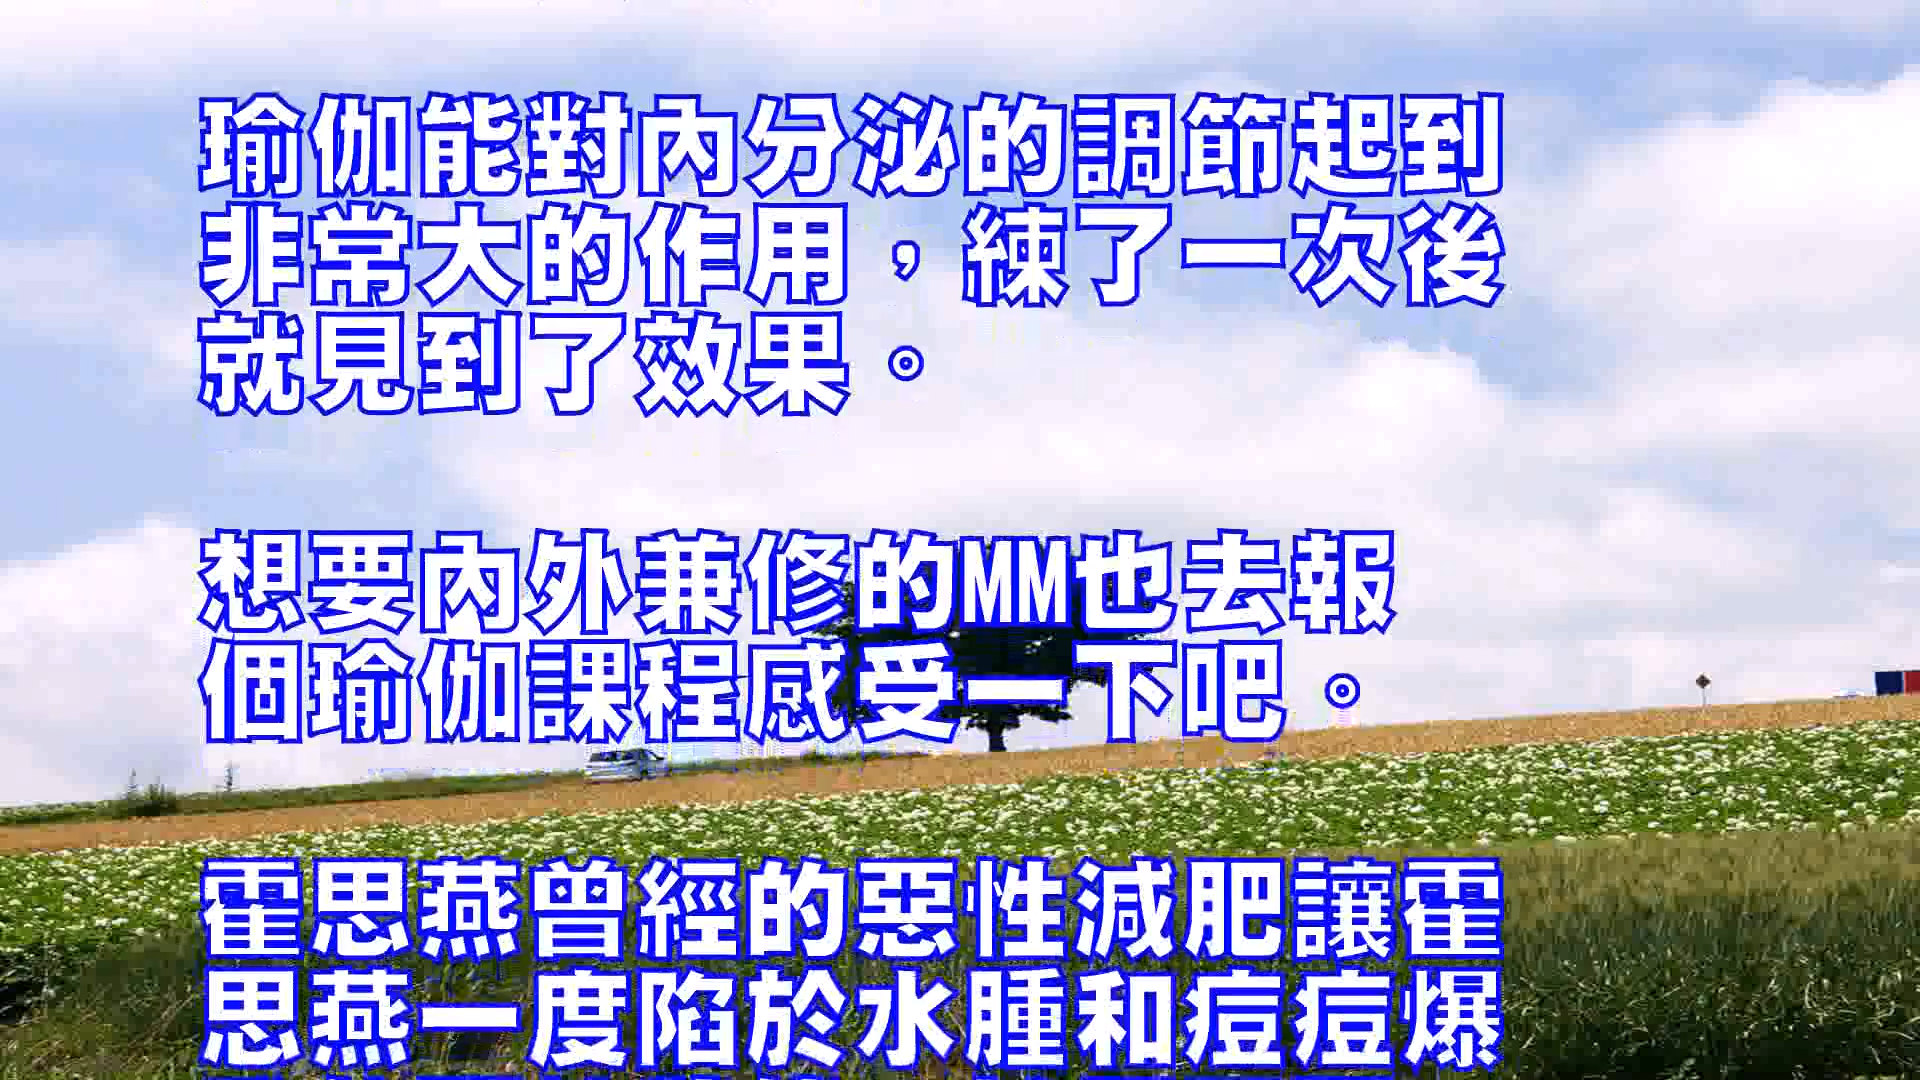 瑜伽能對內分泌的調節起到
非常大的作用，練了一次後
就見到了效果。
想要內外兼修的MM也去報
個瑜伽課程感受一下吧。
霍思燕曾經的惡性減肥讓霍
思燕一度陷於水腫和痘痘爆